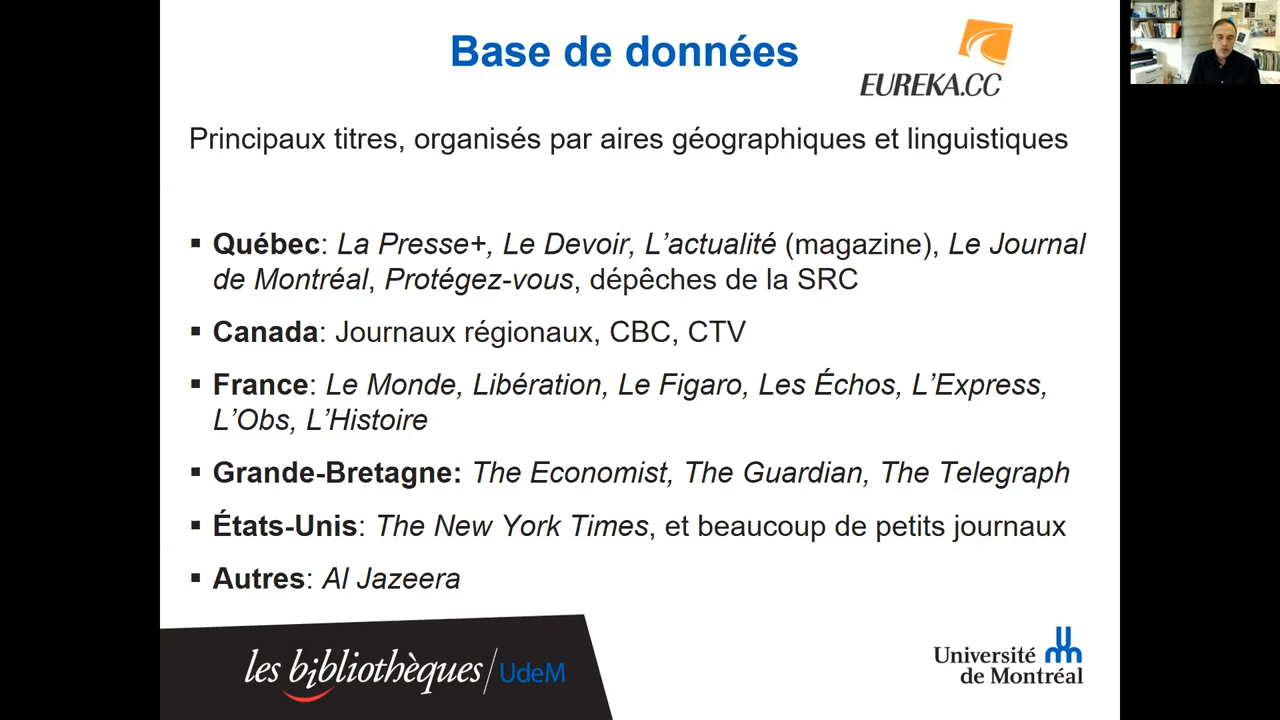 Base de données
EUREKA.CC
Principaux titres, organisés par aires géographiques et linguistiques
▪ Québec: La Presse+, Le Devoir, L’actualité (magazine), Le Journal
de Montréal, Protégez-vous, dépêches de la SRC
▪ Canada: Journaux régionaux, CBC, CTV
▪ France: Le Monde, Libération, Le Figaro, Les Échos, L’Express,
L’Obs, L’Histoire
▪ Grande-Bretagne: The Economist, The Guardian, The Telegraph
▪ États-Unis: The New York Times, et beaucoup de petits journaux
▪ Autres: Al Jazeera
les bibliothèques/UdeM
Université
de Montréal